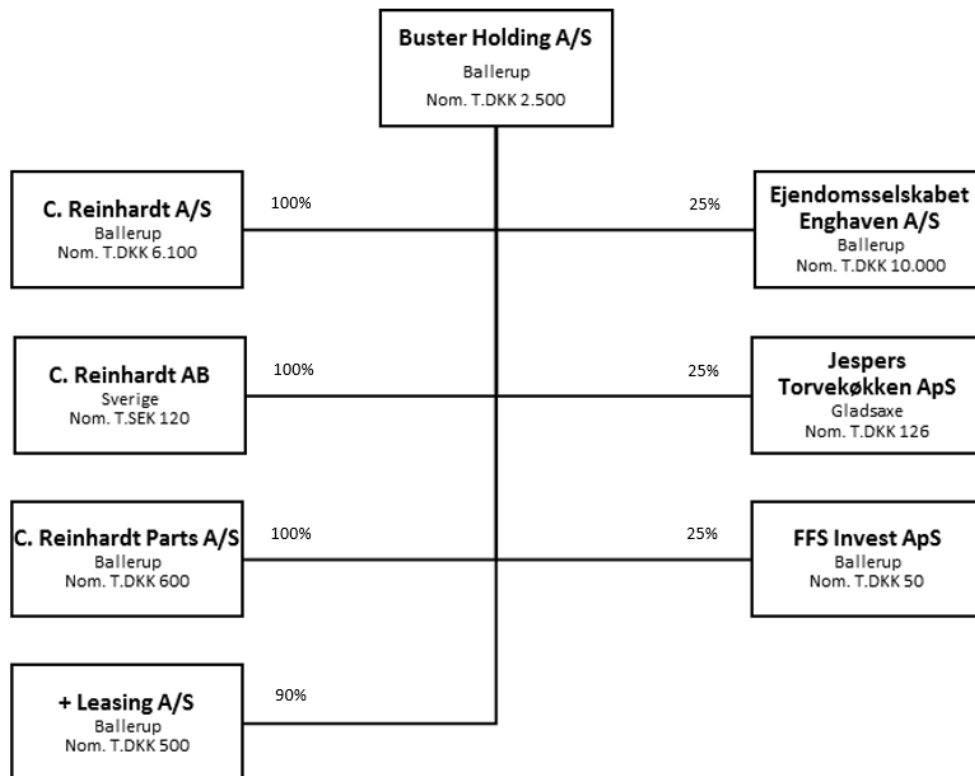 Buster Holding A/S
Ballerup
Nom. T.DKK 2.500
C. Reinhardt A/S
Ballerup
Nom. T.DKK 6.100
100%
25%
Ejendomsselskabet
Enghaven A/S
Ballerup
Nom. T.DKK 10.000
C. Reinhardt AB
Sverige
Nom. T.SEK 120
100%
25%
Jespers
Torvekøkken ApS
Gladsaxe
Nom. T.DKK 126
C. Reinhardt Parts A/S
Ballerup
Nom. T.DKK 600
100%
25%
FFS Invest ApS
Ballerup
Nom. T.DKK 50
+ Leasing A/S
Ballerup
Nom. T.DKK 500
90%